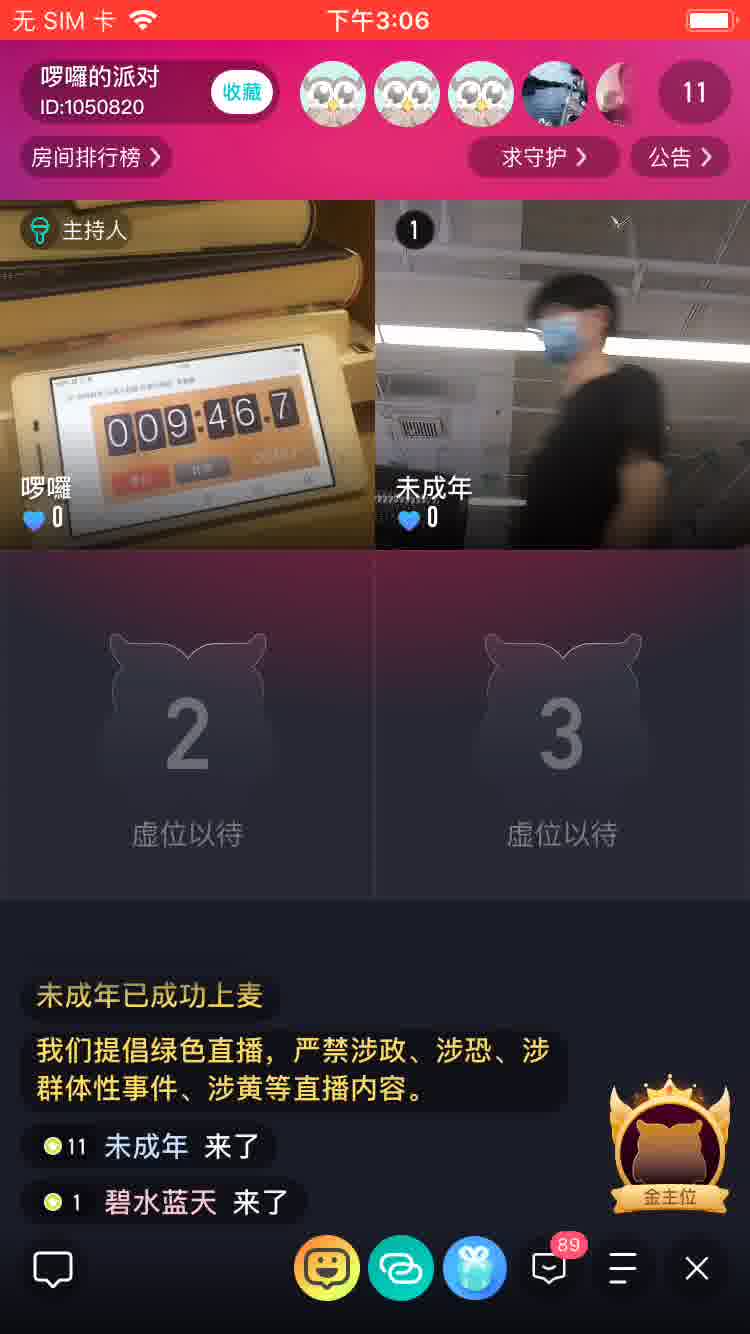 无 SIM 卡
下午3:06
啰囉的派对
ID:1050820
收藏
11
房间排行榜
求守护
公告
主持人
1
009:46.7
啰囉
0
未成年
0
2
虚位以待
3
虚位以待
未成年已成功上麦
我们提倡绿色直播，严禁涉政、涉恐、涉
群体性事件、涉黄等直播内容。
11 未成年 来了
1 碧水蓝天 来了
金主位
89